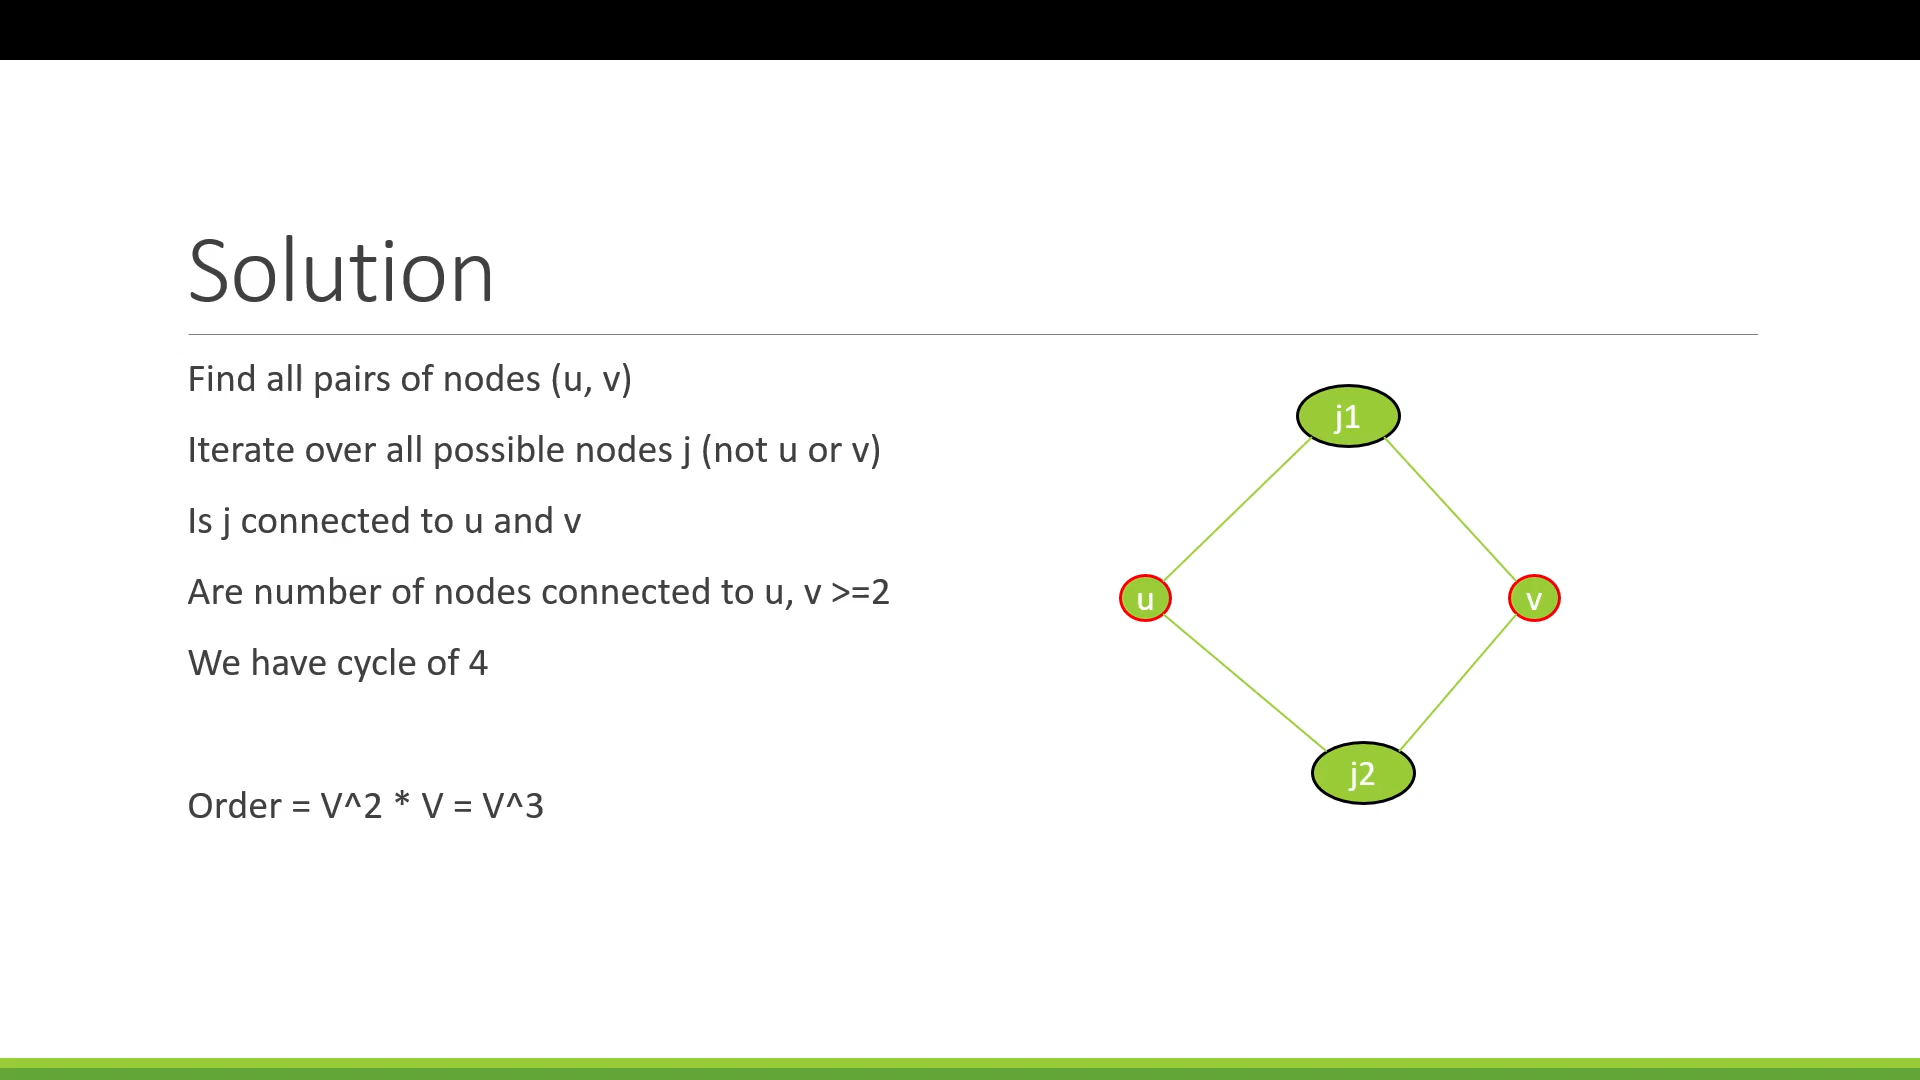 Solution
Find all pairs of nodes (u, v)
Iterate over all possible nodes j (not u or v)
Is j connected to u and v
Are number of nodes connected to u, v >=2
We have cycle of 4
Order = V^2 * V = V^3
j1
u
v
j2